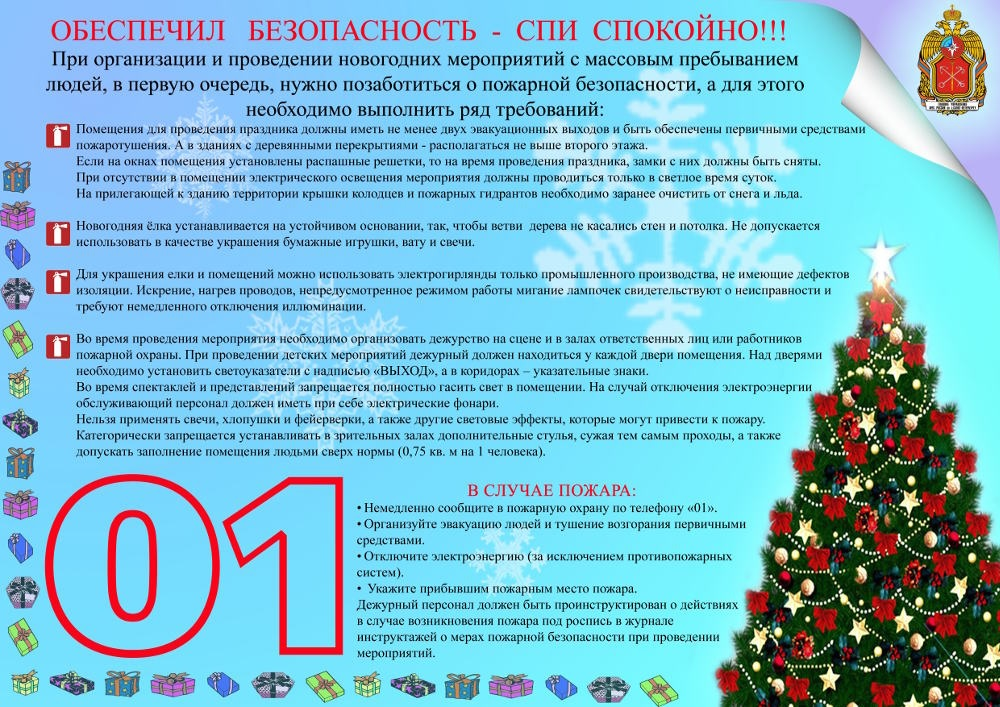 ОБЕСПЕЧИЛ БЕЗОПАСНОСТЬ - СПИ СПОКОЙНО!!!
При организации и проведении новогодних мероприятий с массовым пребыванием
людей, в первую очередь, нужно позаботиться о пожарной безопасности, а для этого
необходимо выполнить ряд требований:
Помещения для проведения праздника должны иметь не менее двух эвакуационных выходов и быть обеспечены первичными средствами
пожаротушения. А в зданиях с деревянными перекрытиями - располагаться не выше второго этажа.
Если на окнах помещения установлены распашные решетки, то на время проведения праздника, замки с них должны быть сняты.
При отсутствии в помещении электрического освещения мероприятия должны проводиться только в светлое время суток.
На прилегающей к зданию территории крышки колодцев и пожарных гидрантов необходимо заранее очистить от снега и льда.
Новогодняя ёлка устанавливается на устойчивом основании, так, чтобы ветви дерева не касались стен и потолка. Не допускается
использовать в качестве украшения бумажные игрушки, вату и свечи.
Для украшения елки и помещений можно использовать электрогирлянды только промышленного производства, не имеющие дефектов
изоляции. Искрение, нагрев проводов, непредусмотренное режимом работы мигание лампочек свидетельствуют о неисправности и
требуют немедленного отключения иллюминации.
Во время проведения мероприятия необходимо организовать дежурство на сцене и в залах ответственных лиц или работников
пожарной охраны. При проведении детских мероприятий дежурный должен находиться у каждой двери помещения. Над дверями
необходимо установить светоуказатели с надписью «ВЫХОД», а в коридорах – указательные знаки.
Во время спектаклей и представлений запрещается полностью гасить свет в помещении. На случай отключения электроэнергии
обслуживающий персонал должен иметь при себе электрические фонари.
Нельзя применять свечи, хлопушки и фейерверки, а также другие световые эффекты, которые могут привести к пожару.
Категорически запрещается устанавливать в зрительных залах дополнительные стулья, сужая тем самым проходы, а также
допускать заполнение помещения людьми сверх нормы (0,75 кв. м на 1 человека).
01
В СЛУЧАЕ ПОЖАРА:
• Немедленно сообщите в пожарную охрану по телефону «01».
• Организуйте эвакуацию людей и тушение возгорания первичными
средствами.
• Отключите электроэнергию (за исключением противопожарных
систем).
• Укажите прибывшим пожарным место пожара.
Дежурный персонал должен быть проинструктирован о действиях
в случае возникновения пожара под роспись в журнале
инструктажей о мерах пожарной безопасности при проведении
мероприятий.